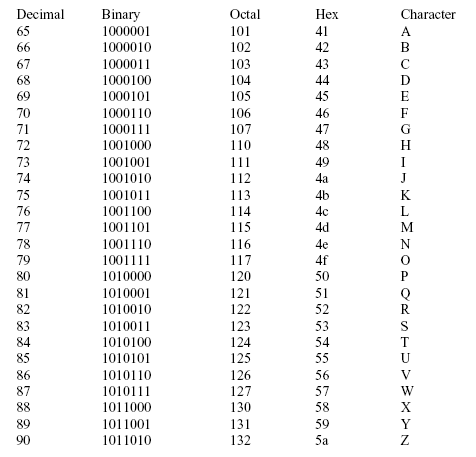 Decimal Binary Octal Hex Character
65 1000001 101 41 A
66 1000010 102 42 B
67 1000011 103 43 C
68 1000100 104 44 D
69 1000101 105 45 E
70 1000110 106 46 F
71 1000111 107 47 G
72 1001000 110 48 H
73 1001001 111 49 I
74 1001010 112 4a J
75 1001011 113 4b K
76 1001100 114 4c L
77 1001101 115 4d M
78 1001110 116 4e N
79 1001111 117 4f O
80 1010000 120 50 P
81 1010001 121 51 Q
82 1010010 122 52 R
83 1010011 123 53 S
84 1010100 124 54 T
85 1010101 125 55 U
86 1010110 126 56 V
87 1010111 127 57 W
88 1011000 130 58 X
89 1011001 131 59 Y
90 1011010 132 5a Z